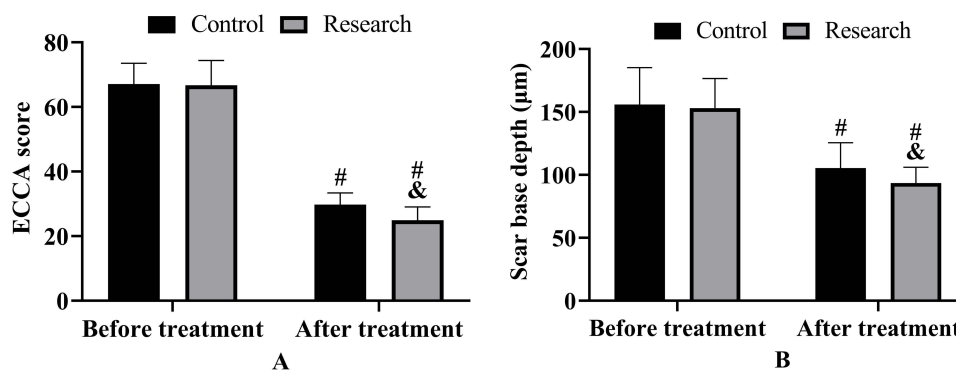 Control Research
80
60
40
20
0
ECCA score
#
#
&
Before treatment After treatment
A
Control Research
200
150
100
50
0
Scar base depth (μm)
#
#
&
Before treatment After treatment
B